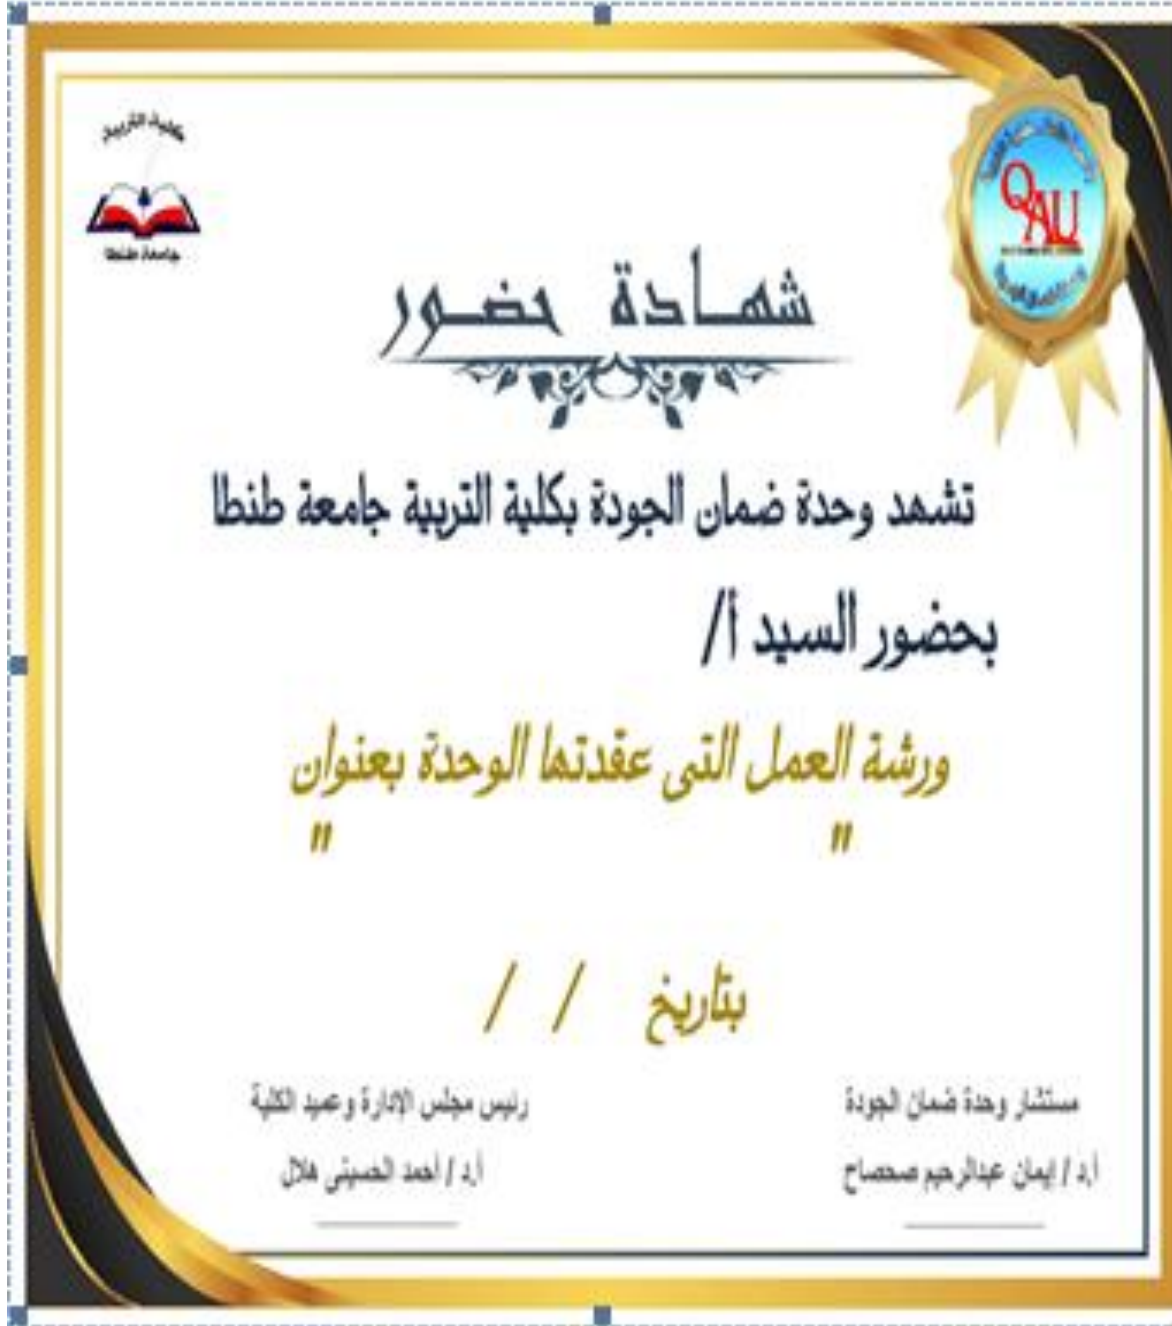 كلية التربية
جامعة طنطا
QAU
شهادة حضور
تشهد وحدة ضمان الجودة بكلية التربية جامعة طنطا
بحضور السيد أ/
ورشة العمل التى عقدتها الوحدة بعنوان
" "
بتاريخ / /
مستشار وحدة ضمان الجودة رئيس مجلس الإدارة وعميد الكلية
أ.د / إيمان عبدالرحيم صحصاح أ.د / أحمد الحسينى هلال